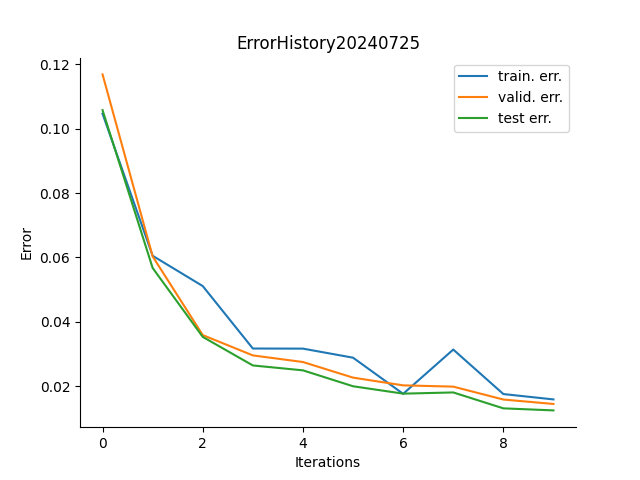 ErrorHistory20240725
train. err.
valid. err.
test err.
Error
0.12
0.10
0.08
0.06
0.04
0.02
0 2 4 6 8
Iterations